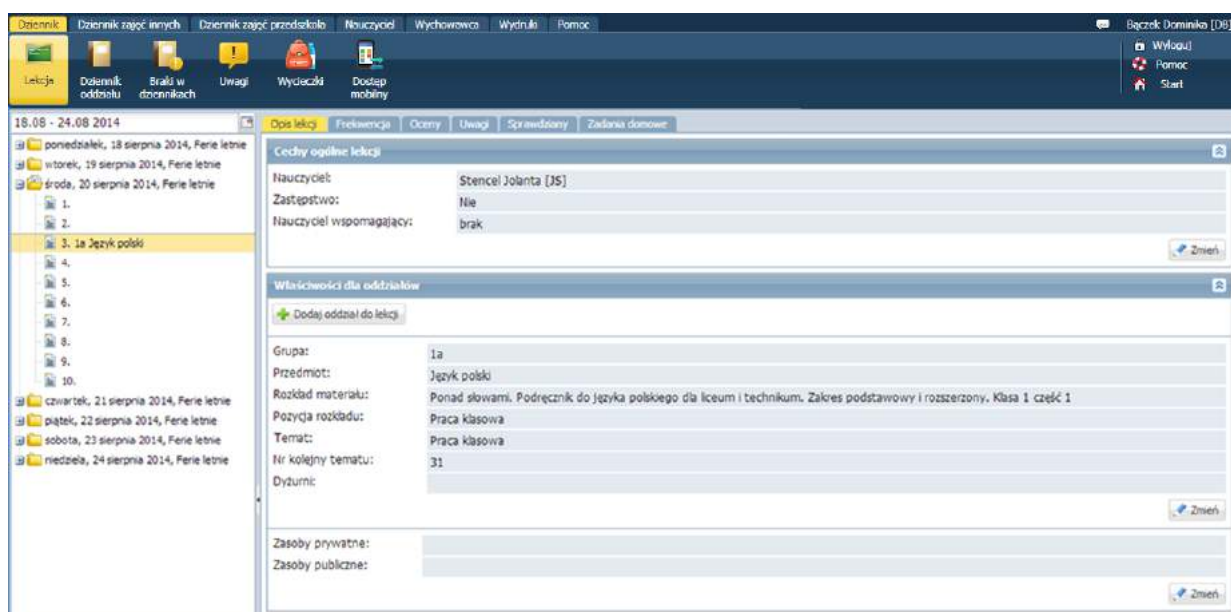 Dziennik Dziennik zajęć innych Dziennik zajęć przedszkola Nauczyciel Wychowawca Wydruki Pomoc Bączek Dominika [DB]
Lekcja Dziennik oddziału Braki w dziennikach Uwagi Wycieczki Dostęp mobilny
Wyloguj
Pomoc
Start
18.08 - 24.08 2014
poniedziałek, 18 sierpnia 2014, Ferie letnie
wtorek, 19 sierpnia 2014, Ferie letnie
środa, 20 sierpnia 2014, Ferie letnie
1.
2.
3. 1a Język polski
4.
5.
6.
7.
8.
9.
10.
czwartek, 21 sierpnia 2014, Ferie letnie
piątek, 22 sierpnia 2014, Ferie letnie
sobota, 23 sierpnia 2014, Ferie letnie
niedziela, 24 sierpnia 2014, Ferie letnie
Opis lekcji Frekwencja Oceny Uwagi Sprawdziany Zadania domowe
Cechy ogólne lekcji
Nauczyciel: Stencel Jolanta [JS]
Zastępstwo: Nie
Nauczyciel wspomagający: brak
Zmień
Właściwości dla oddziałów
Dodaj oddział do lekcji
Grupa: 1a
Przedmiot: Język polski
Rozkład materiału: Ponad słowami. Podręcznik do języka polskiego dla liceum i technikum. Zakres podstawowy i rozszerzony. Klasa 1 część 1
Pozycja rozkładu: Praca klasowa
Temat: Praca klasowa
Nr kolejny tematu: 31
Dyżurni:
Zmień
Zasoby prywatne:
Zasoby publiczne:
Zmień